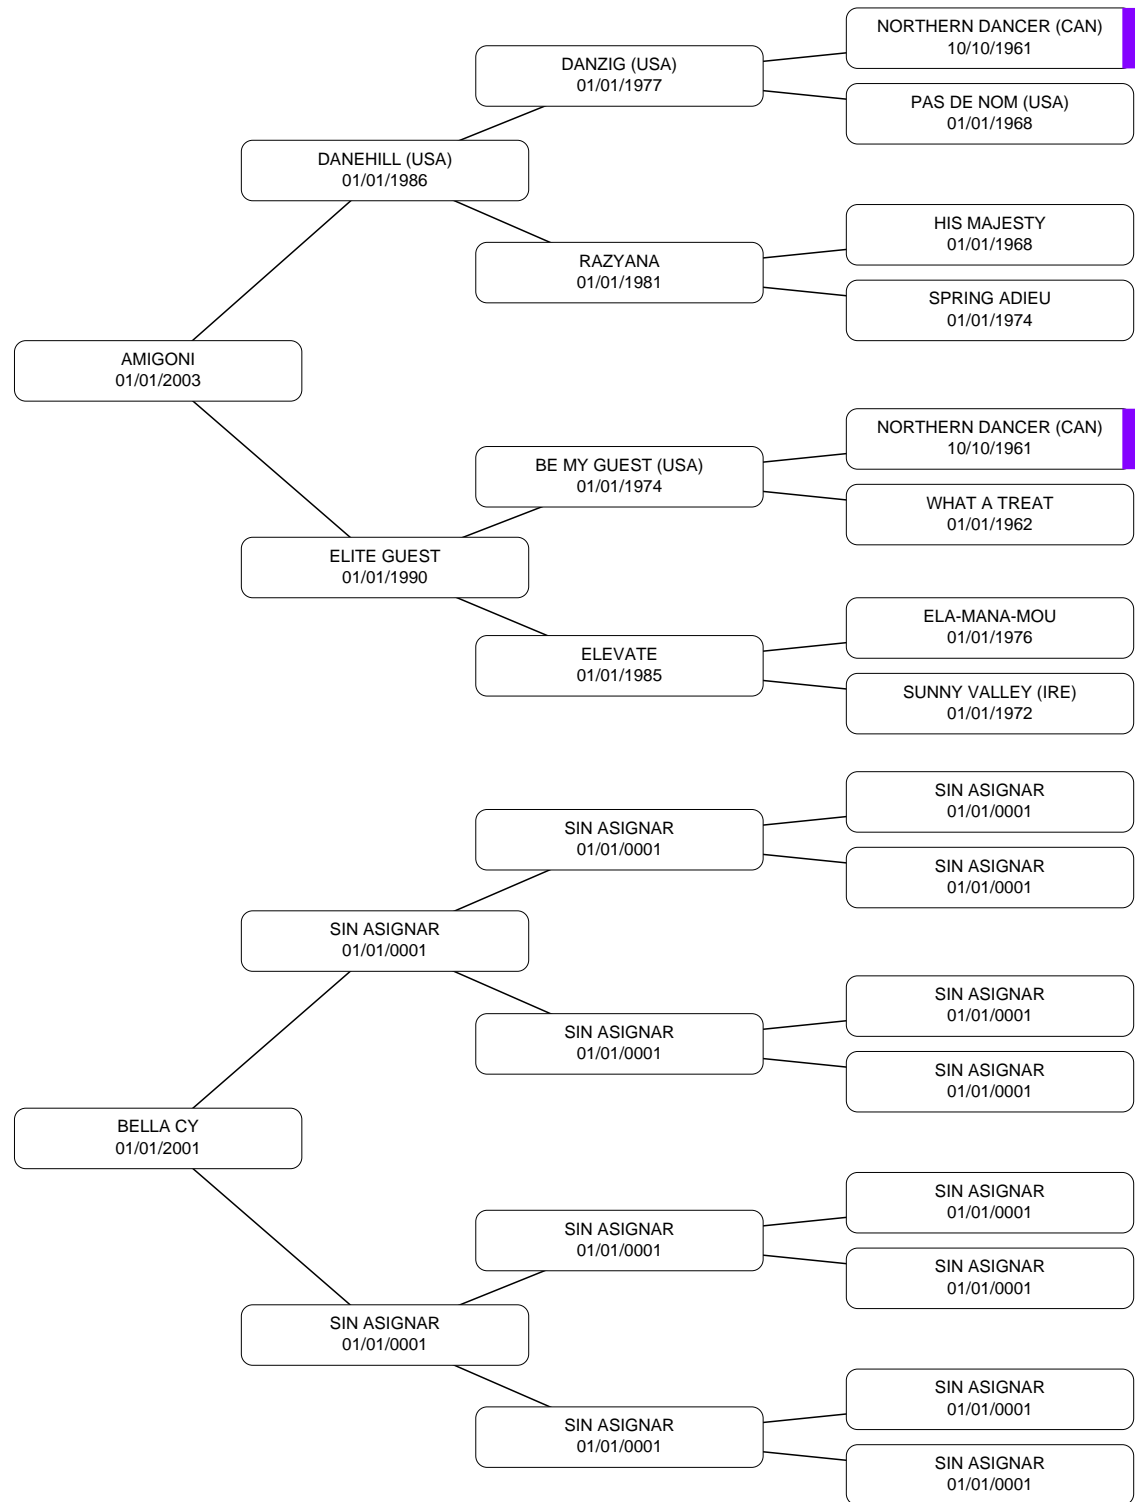 NORTHERN DANCER (CAN)
10/10/1961
DANZIG (USA)
01/01/1977
PAS DE NOM (USA)
01/01/1968
DANEHILL (USA)
01/01/1986
HIS MAJESTY
01/01/1968
RAZYANA
01/01/1981
SPRING ADIEU
01/01/1974
AMIGONI
01/01/2003
NORTHERN DANCER (CAN)
10/10/1961
BE MY GUEST (USA)
01/01/1974
WHAT A TREAT
01/01/1962
ELITE GUEST
01/01/1990
ELA-MANA-MOU
01/01/1976
ELEVATE
01/01/1985
SUNNY VALLEY (IRE)
01/01/1972
SIN ASIGNAR
01/01/0001
SIN ASIGNAR
01/01/0001
SIN ASIGNAR
01/01/0001
SIN ASIGNAR
01/01/0001
SIN ASIGNAR
01/01/0001
SIN ASIGNAR
01/01/0001
SIN ASIGNAR
01/01/0001
BELLA CY
01/01/2001
SIN ASIGNAR
01/01/0001
SIN ASIGNAR
01/01/0001
SIN ASIGNAR
01/01/0001
SIN ASIGNAR
01/01/0001
SIN ASIGNAR
01/01/0001
SIN ASIGNAR
01/01/0001
SIN ASIGNAR
01/01/0001